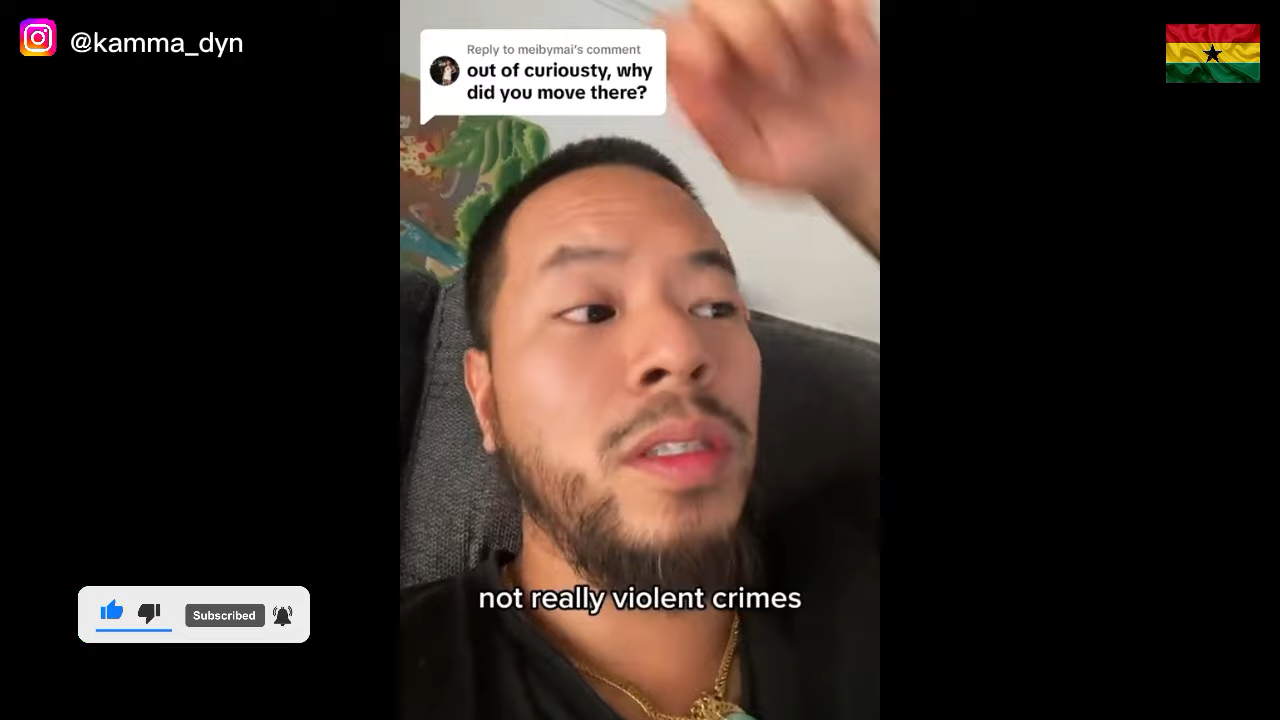 @kamma_dyn
Reply to meibymai's comment
out of curiousty, why
did you move there?
not really violent crimes
Subscribed